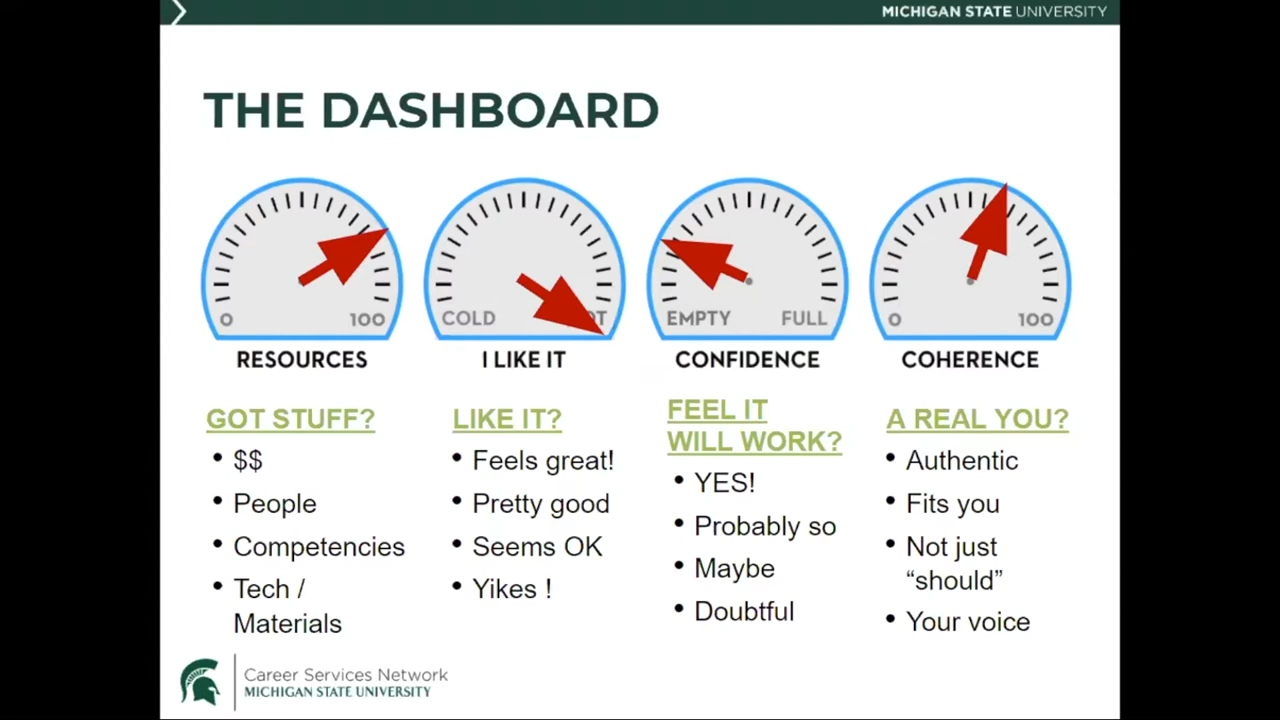 MICHIGAN STATE UNIVERSITY
THE DASHBOARD
0 100
RESOURCES
COLD OT
I LIKE IT
EMPTY FULL
CONFIDENCE
0 100
COHERENCE
GOT STUFF?
• $$
• People
• Competencies
• Tech /
Materials
LIKE IT?
• Feels great!
• Pretty good
• Seems OK
• Yikes !
FEEL IT
WILL WORK?
• YES!
• Probably so
• Maybe
• Doubtful
A REAL YOU?
• Authentic
• Fits you
• Not just
“should”
• Your voice
Career Services Network
MICHIGAN STATE UNIVERSITY